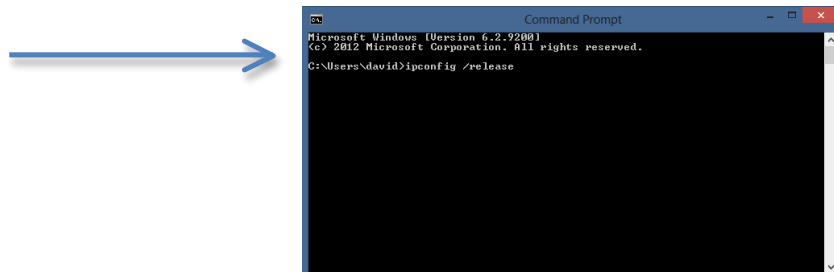 Command Prompt
Microsoft Windows [Version 6.2.9200]
(c) 2012 Microsoft Corporation. All rights reserved.
C:\Users\david>ipconfig /release